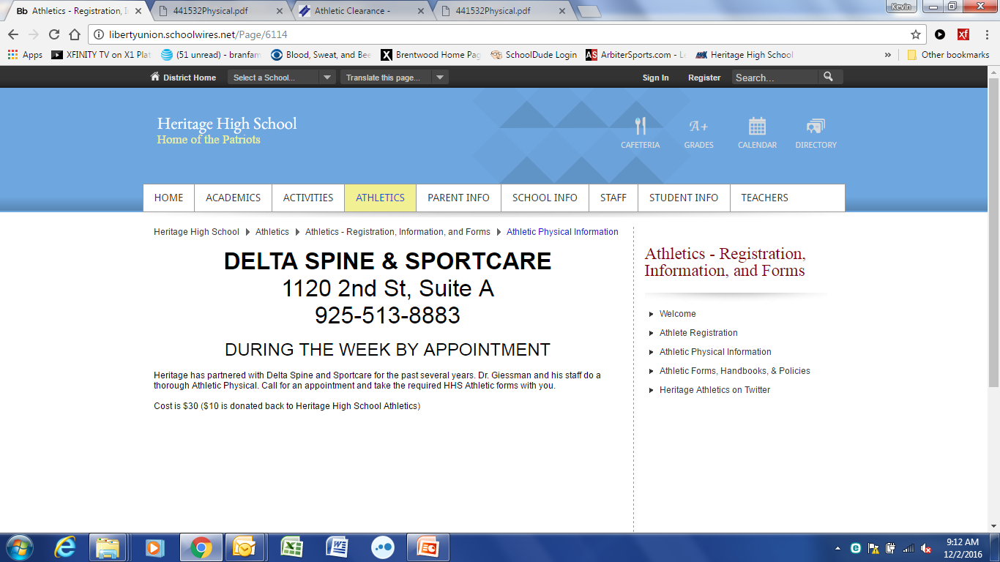 Athletics - Registration, I
441532Physical.pdf
Athletic Clearance -
441532Physical.pdf
Kevin
libertyunion.schoolwires.net/Page/6114
Apps
XFINITY TV on X1 Plat
(51 unread) - branfam
Blood, Sweat, and Bee
Brentwood Home Pag
SchoolDude Login
ArbiterSports.com - Le
Heritage High School
»
Other bookmarks
District Home
Select a School...
Translate this page...
Sign In
Register
Search...
Heritage High School
Home of the Patriots
CAFETERIA
A+
GRADES
CALENDAR
DIRECTORY
HOME
ACADEMICS
ACTIVITIES
ATHLETICS
PARENT INFO
SCHOOL INFO
STAFF
STUDENT INFO
TEACHERS
Heritage High School Athletics Athletics - Registration, Information, and Forms Athletic Physical Information
DELTA SPINE & SPORTCARE
1120 2nd St, Suite A
925-513-8883
DURING THE WEEK BY APPOINTMENT
Heritage has partnered with Delta Spine and Sportcare for the past several years. Dr. Giessman and his staff do a
thorough Athletic Physical. Call for an appointment and take the required HHS Athletic forms with you.
Cost is $30 ($10 is donated back to Heritage High School Athletics)
Athletics - Registration,
Information, and Forms
Welcome
Athlete Registration
Athletic Physical Information
Athletic Forms, Handbooks, & Policies
Heritage Athletics on Twitter
9:12 AM
12/2/2016